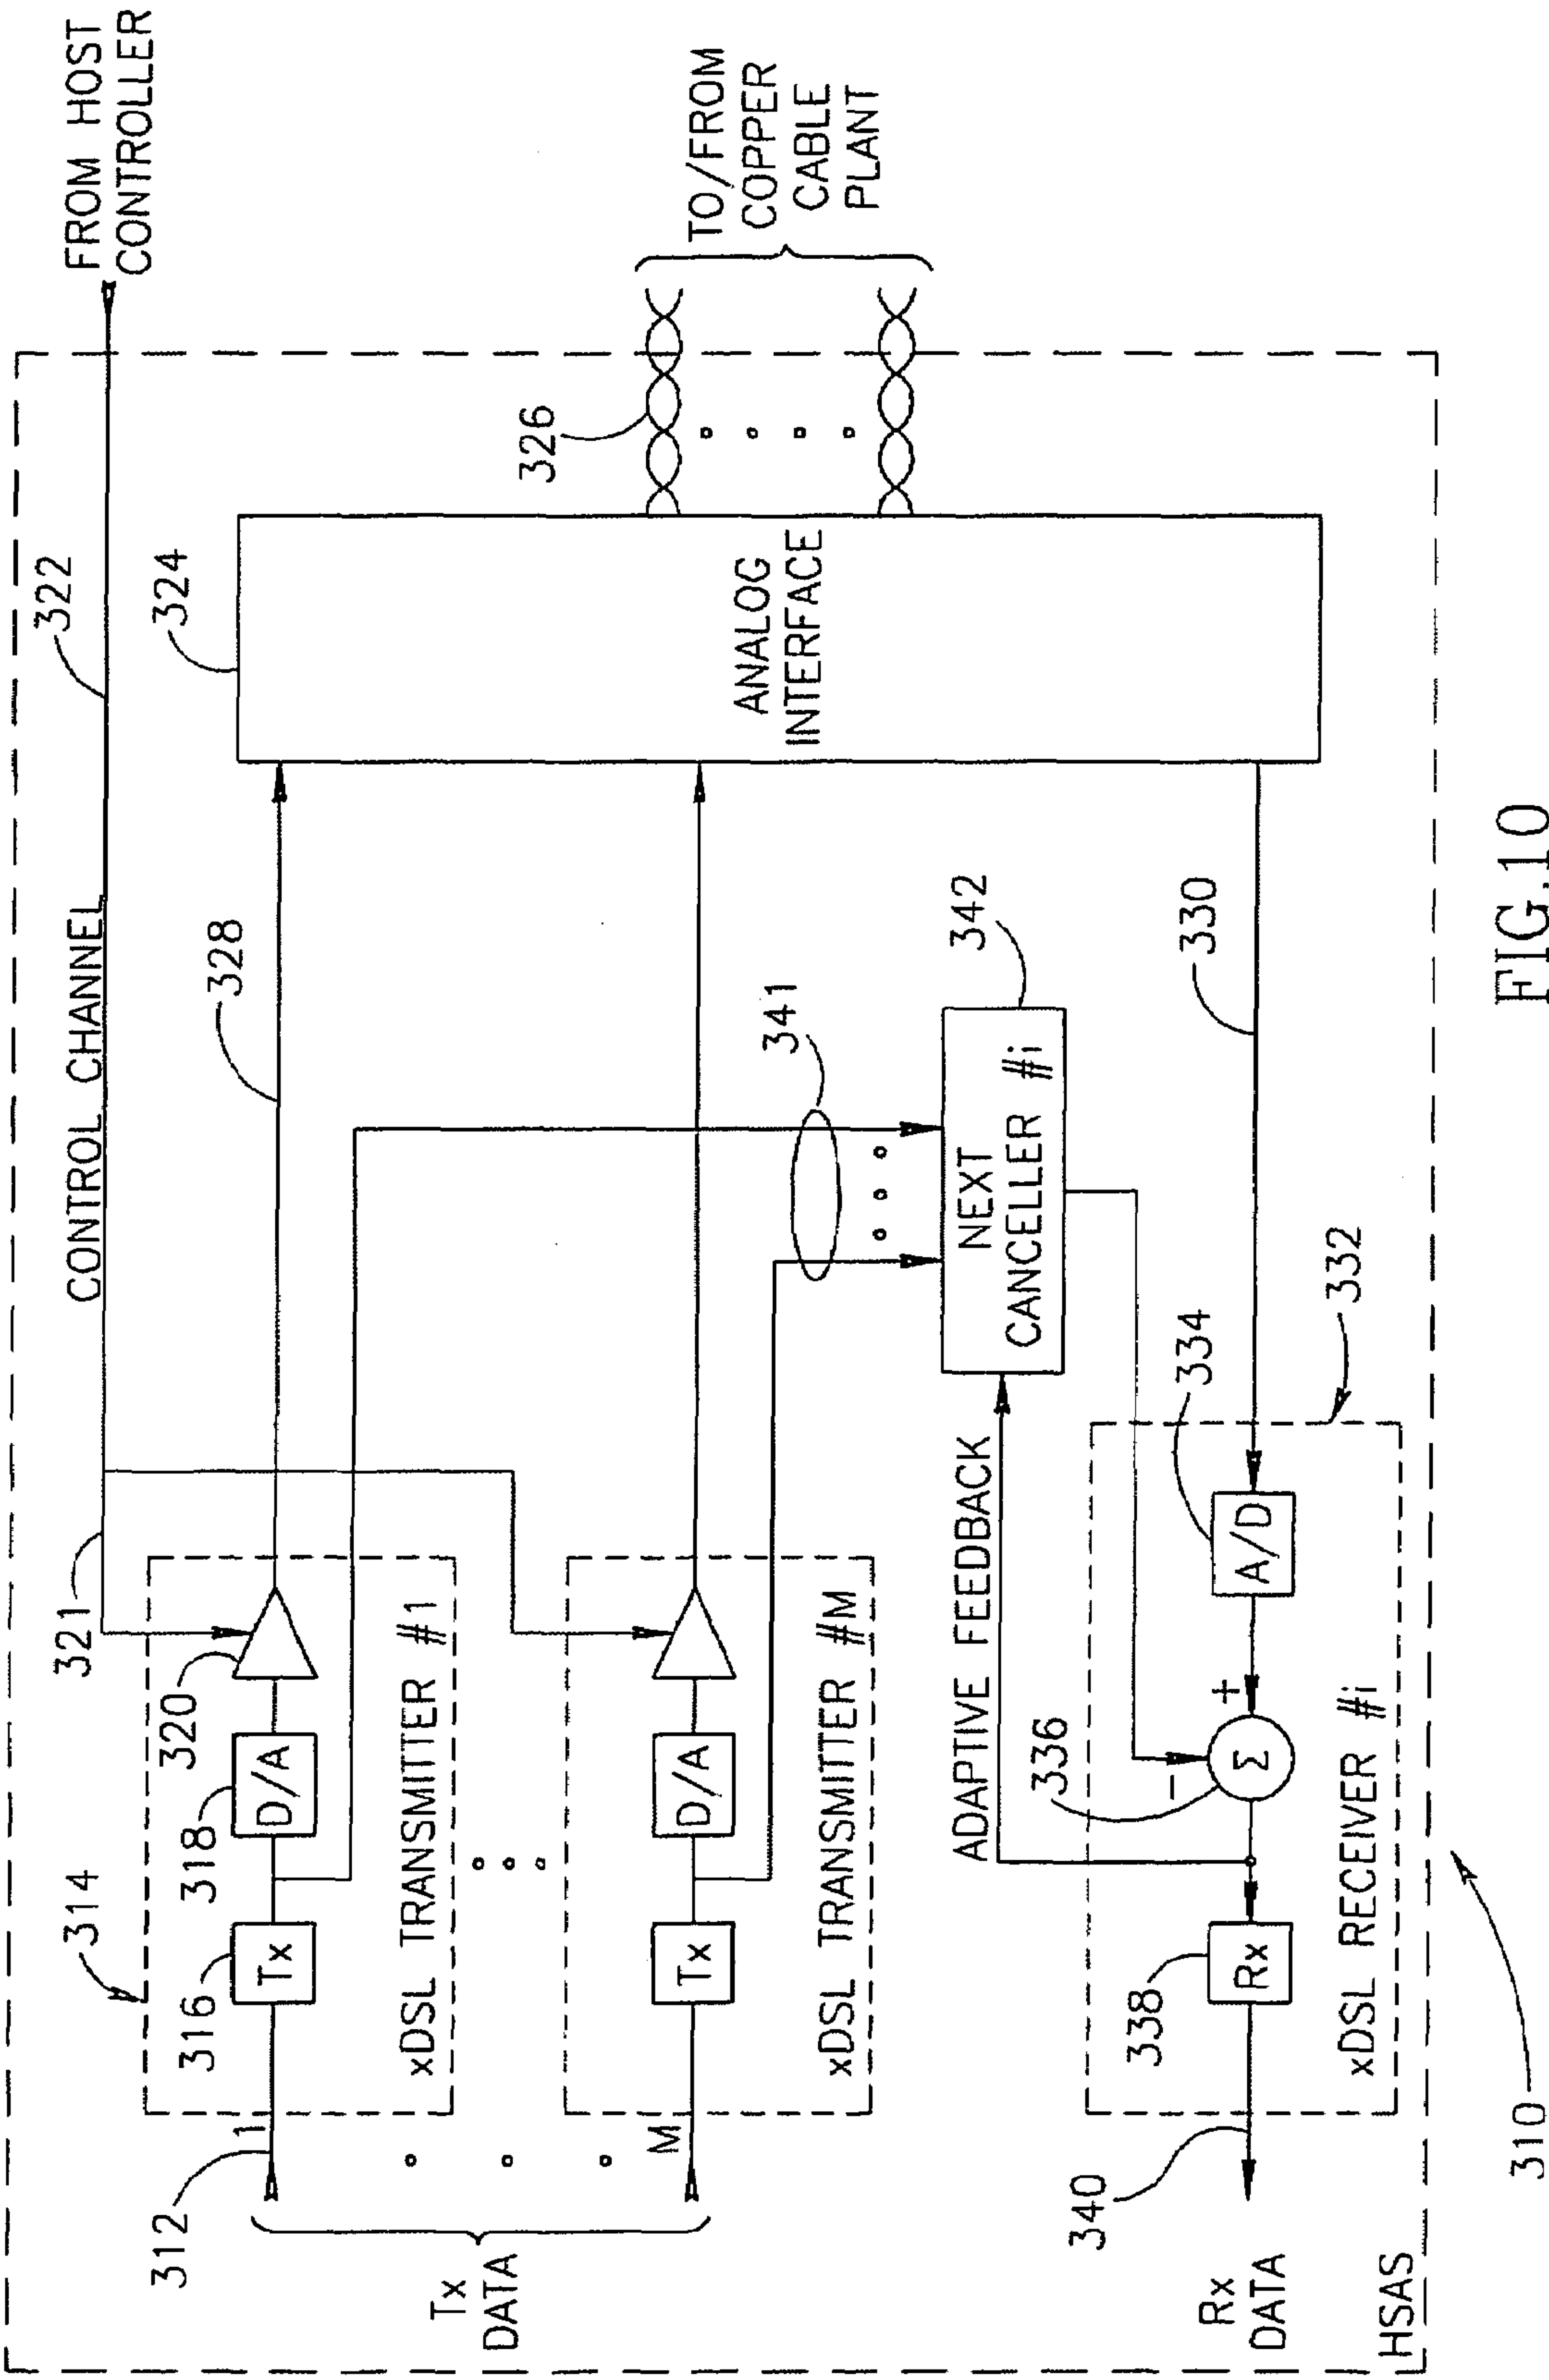 FROM HOST
CONTROLLER
322
CONTROL CHANNEL
321
324
328
314
316
318
320
Tx
D/A
xDSL TRANSMITTER #1
312
1
Tx
DATA
M
Tx
D/A
xDSL TRANSMITTER #M
ANALOG
INTERFACE
326
TO/FROM
COPPER
CABLE
PLANT
341
342
NEXT
CANCELLER #i
ADAPTIVE FEEDBACK
330
332
334
A/D
336
+
-
Σ
338
Rx
xDSL RECEIVER #i
340
Rx
DATA
HSAS
310
FIG.10